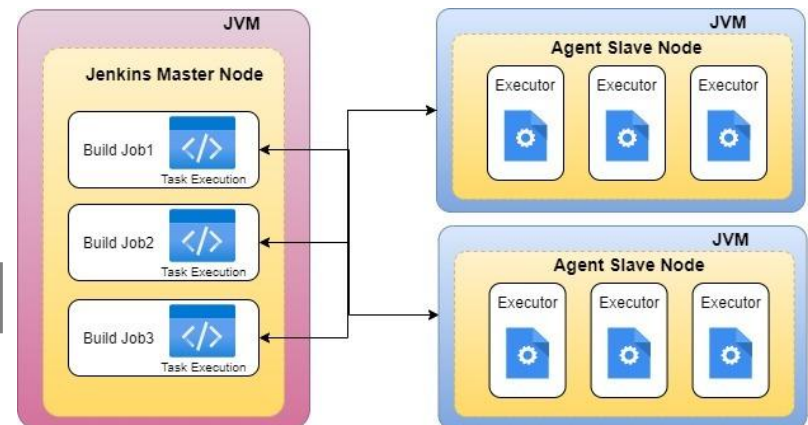 JVM
Jenkins Master Node
Build Job1
Task Execution
Build Job2
Task Execution
Build Job3
Task Execution
JVM
Agent Slave Node
Executor Executor Executor
JVM
Agent Slave Node
Executor Executor Executor